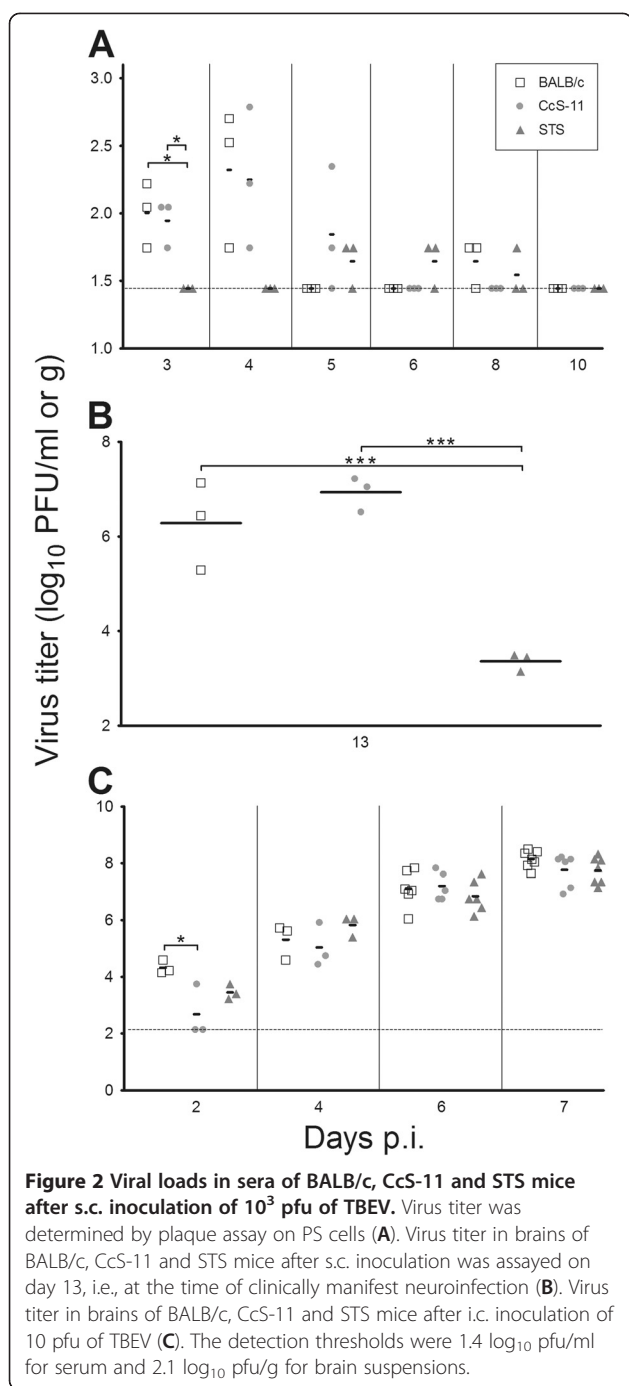 A
3.0
2.5
2.0
1.5
1.0
BALB/c
CcS-11
STS
*
*
3 4 5 6 8 10
Virus titer (log10 PFU/ml or g)
B
8
6
4
2
***
***
13
C
10
8
6
4
2
0
*
2 4 6 7
Days p.i.
Figure 2 Viral loads in sera of BALB/c, CcS-11 and STS mice
after s.c. inoculation of 10³ pfu of TBEV. Virus titer was
determined by plaque assay on PS cells (A). Virus titer in brains of
BALB/c, CcS-11 and STS mice after s.c. inoculation was assayed on
day 13, i.e., at the time of clinically manifest neuroinfection (B). Virus
titer in brains of BALB/c, CcS-11 and STS mice after i.c. inoculation of
10 pfu of TBEV (C). The detection thresholds were 1.4 log10 pfu/ml
for serum and 2.1 log10 pfu/g for brain suspensions.